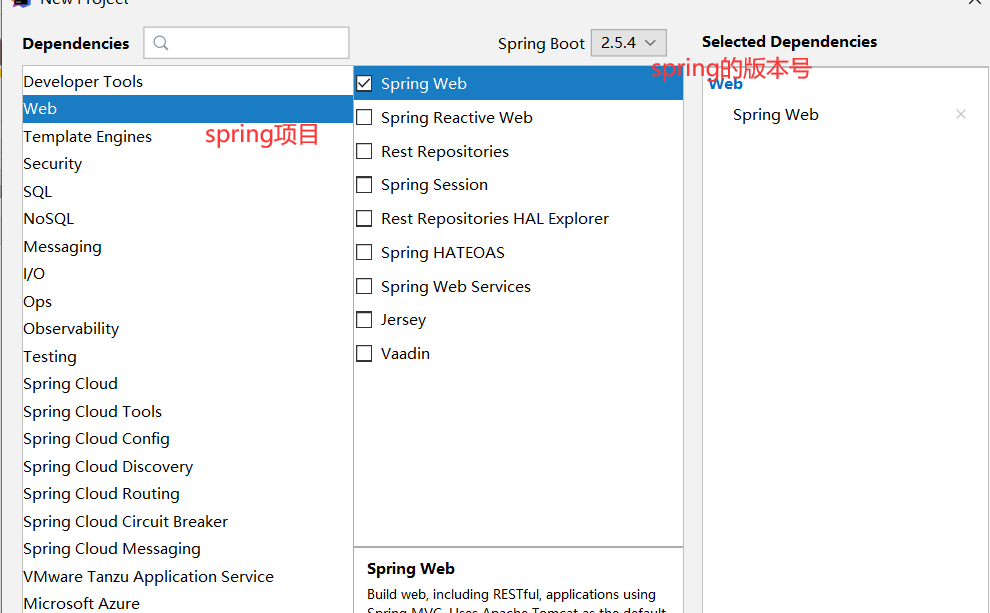 New Project
Dependencies
Spring Boot 2.5.4
Selected Dependencies
spring的版本号
Developer Tools
Web
Template Engines
Security
SQL
NoSQL
Messaging
I/O
Ops
Observability
Testing
Spring Cloud
Spring Cloud Tools
Spring Cloud Config
Spring Cloud Discovery
Spring Cloud Routing
Spring Cloud Circuit Breaker
Spring Cloud Messaging
VMware Tanzu Application Service
Microsoft Azure
spring项目
Spring Web
Spring Reactive Web
Rest Repositories
Spring Session
Rest Repositories HAL Explorer
Spring HATEOAS
Spring Web Services
Jersey
Vaadin
Spring Web
Build web, including RESTful, applications using
Spring MVC. Uses Apache Tomcat as the default
Web
Spring Web